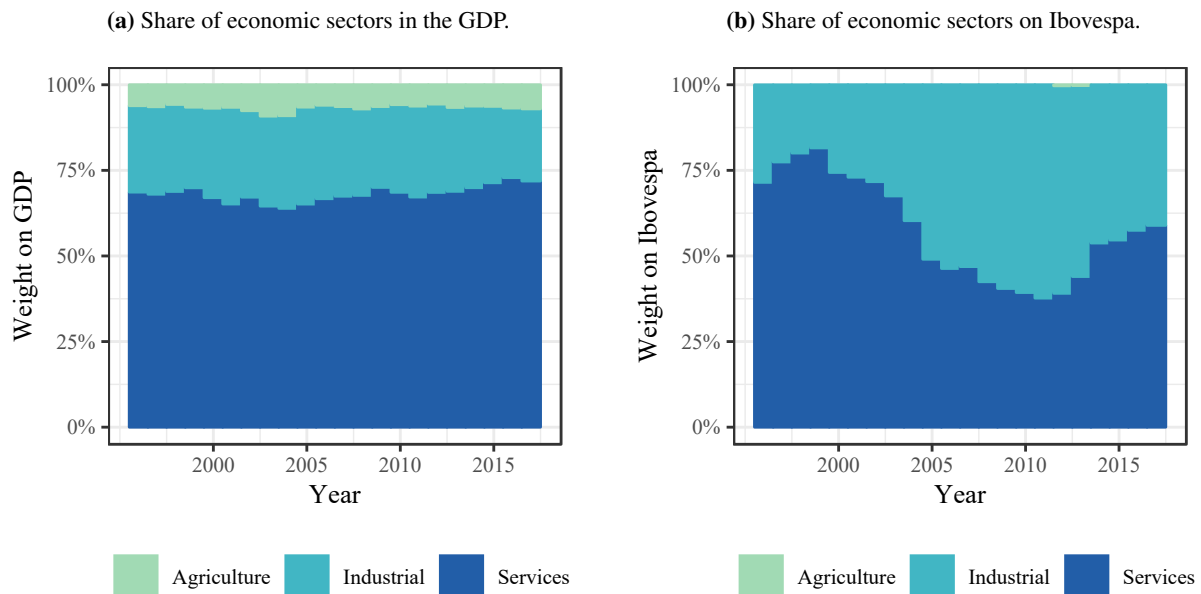 (a) Share of economic sectors in the GDP.
100%
75%
50%
25%
0%
Weight on GDP
2000 2005 2010 2015
Year
Agriculture Industrial Services
(b) Share of economic sectors on Ibovespa.
100%
75%
50%
25%
0%
Weight on Ibovespa
2000 2005 2010 2015
Year
Agriculture Industrial Services